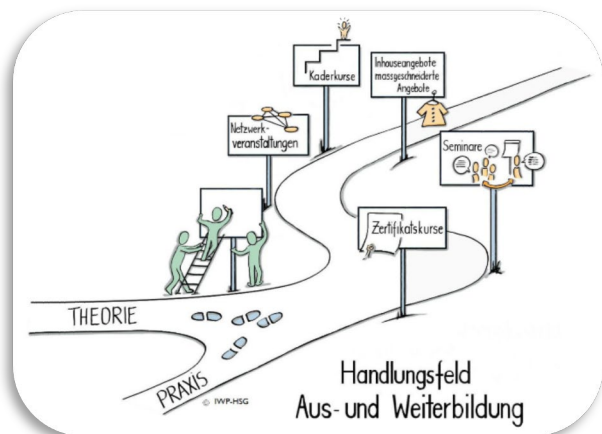 Kaderkurse
Inhouseangebote
massgeschneiderte
Angebote
Netzwerk-
veranstaltungen
Seminare
Zertifikatskurse
THEORIE
PRAXIS
© IWP-HSG
Handlungsfeld
Aus- und Weiterbildung